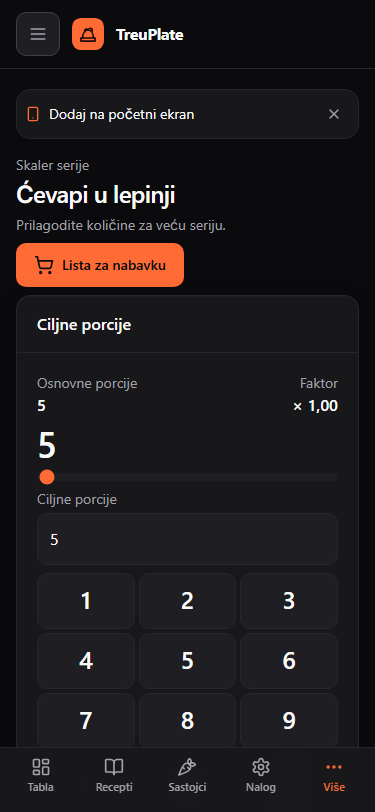 TreuPlate
Dodaj na početni ekran
Skaler serije
Ćevapi u lepinji
Prilagodite količine za veću seriju.
Lista za nabavku
Ciljne porcije
Osnovne porcije Faktor
5 × 1,00
5
Ciljne porcije
5
1 2 3
4 5 6
7 8 9
Tabla Recepti Sastojci Nalog Više